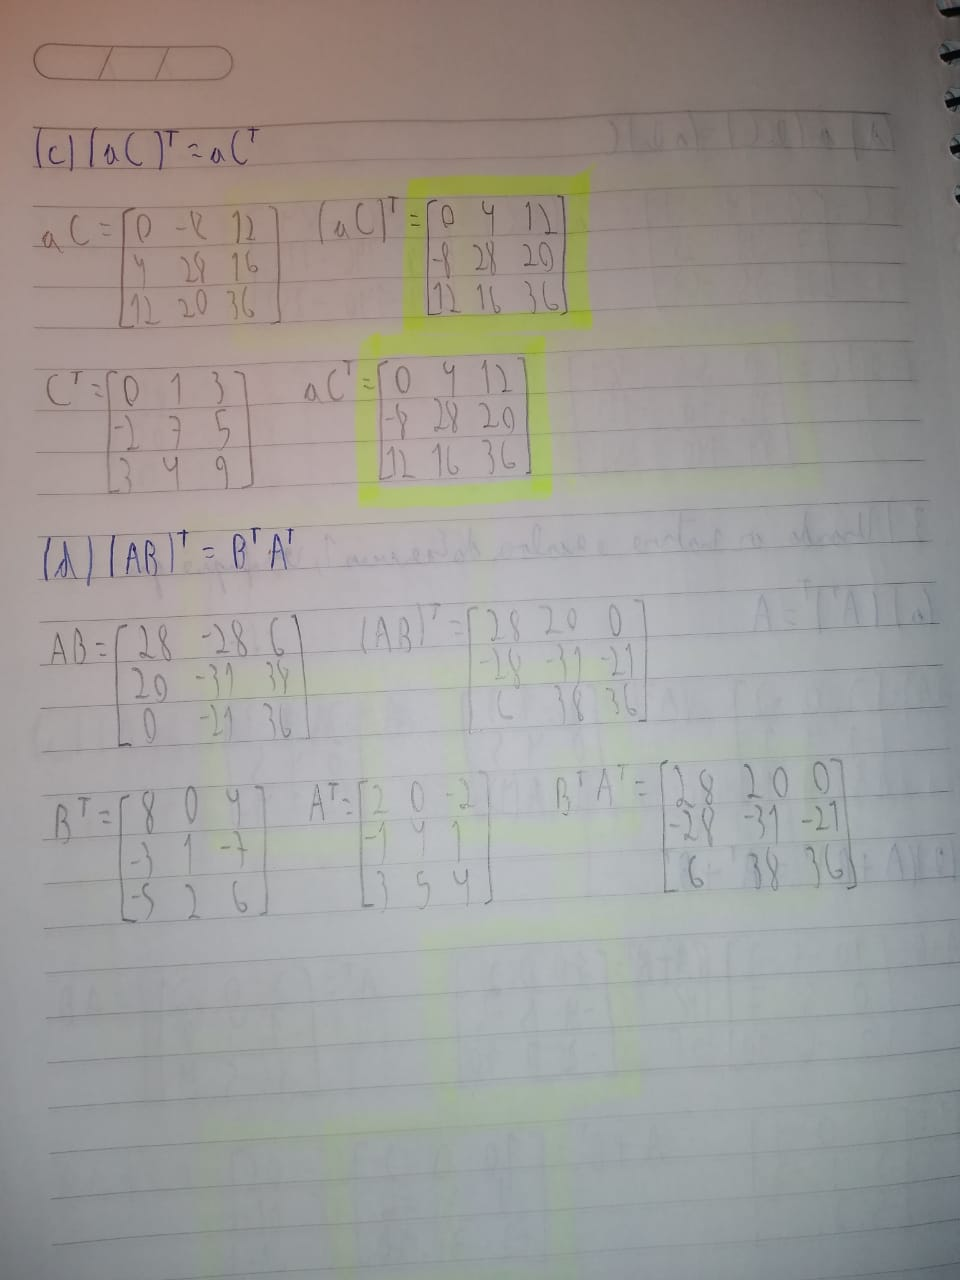 (c) (aC)ᵀ = aCᵀ
aC = [0 -8 12 (aC)ᵀ = [0 4 12]
4 28 16 -8 28 20
12 20 36] 12 16 36]
Cᵀ = [0 1 3] aCᵀ = [0 4 12]
-2 7 5 -8 28 20
3 4 9] 12 16 36]
(d) (AB)ᵀ = BᵀAᵀ
AB = [28 -28 6] (AB)ᵀ = [28 20 0]
20 -31 38 -28 -31 -21
0 -21 36] 6 38 36]
Bᵀ = [8 0 4] Aᵀ = [2 0 -2] BᵀAᵀ = [28 20 0]
-3 1 -7 -1 4 1 -28 -31 -21
-5 2 6] 3 5 4] 6 38 36]